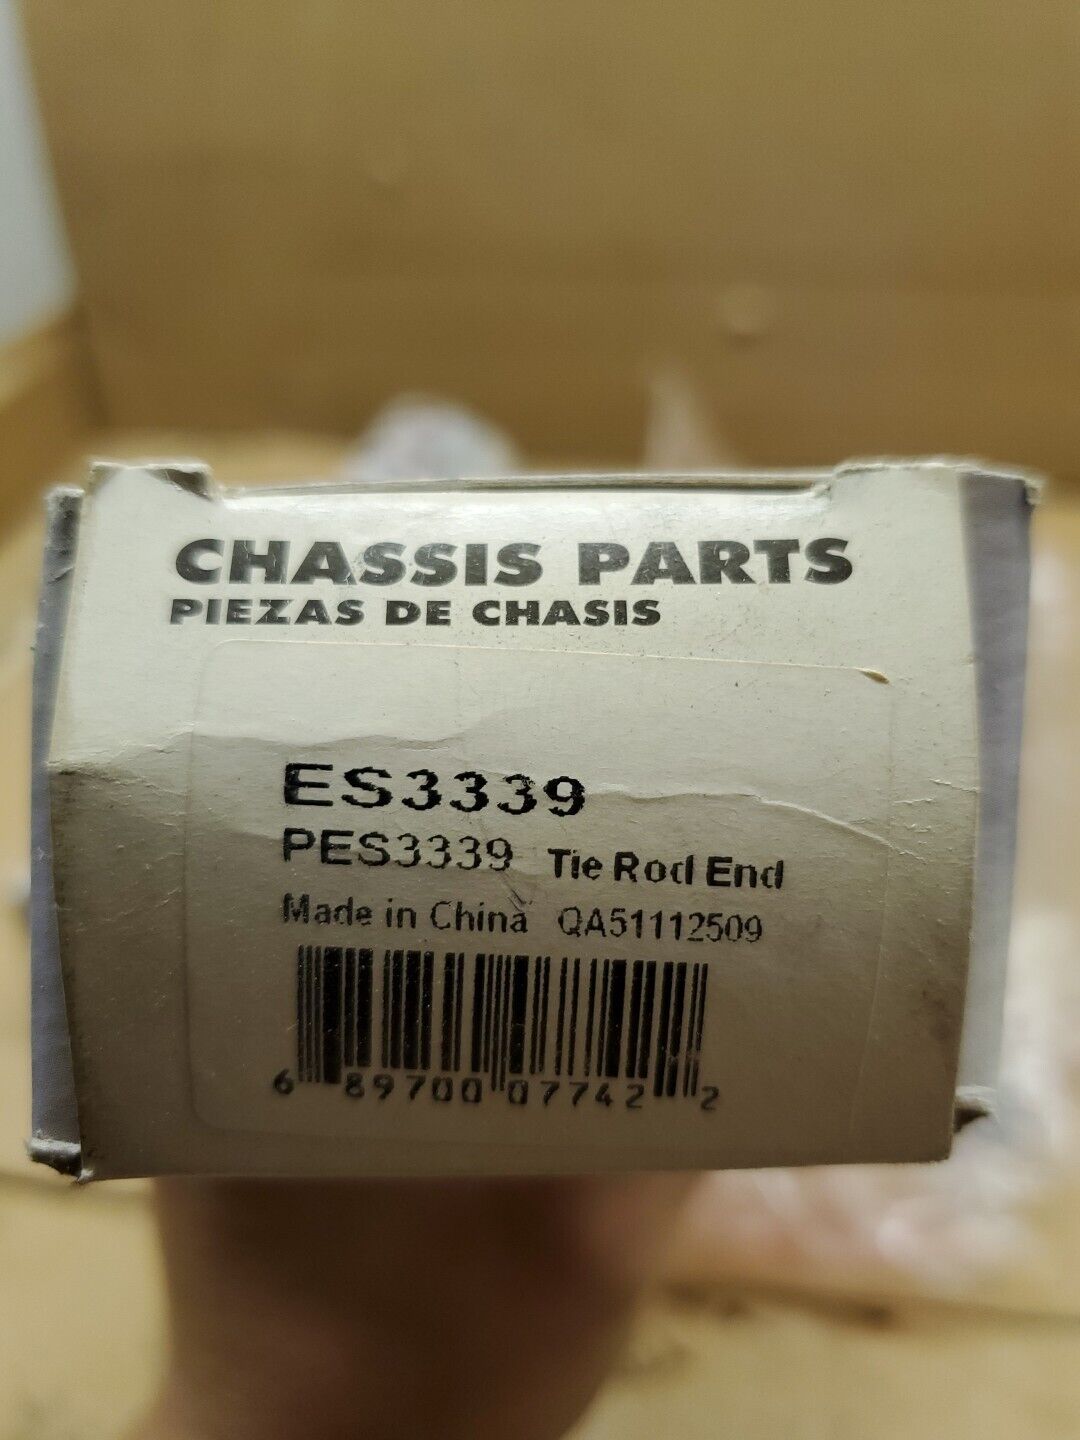 CHASSIS PARTS
PIEZAS DE CHASIS
ES3339
PES3339 Tie Rod End
Made in China QA51112509
6 89700 07742 2